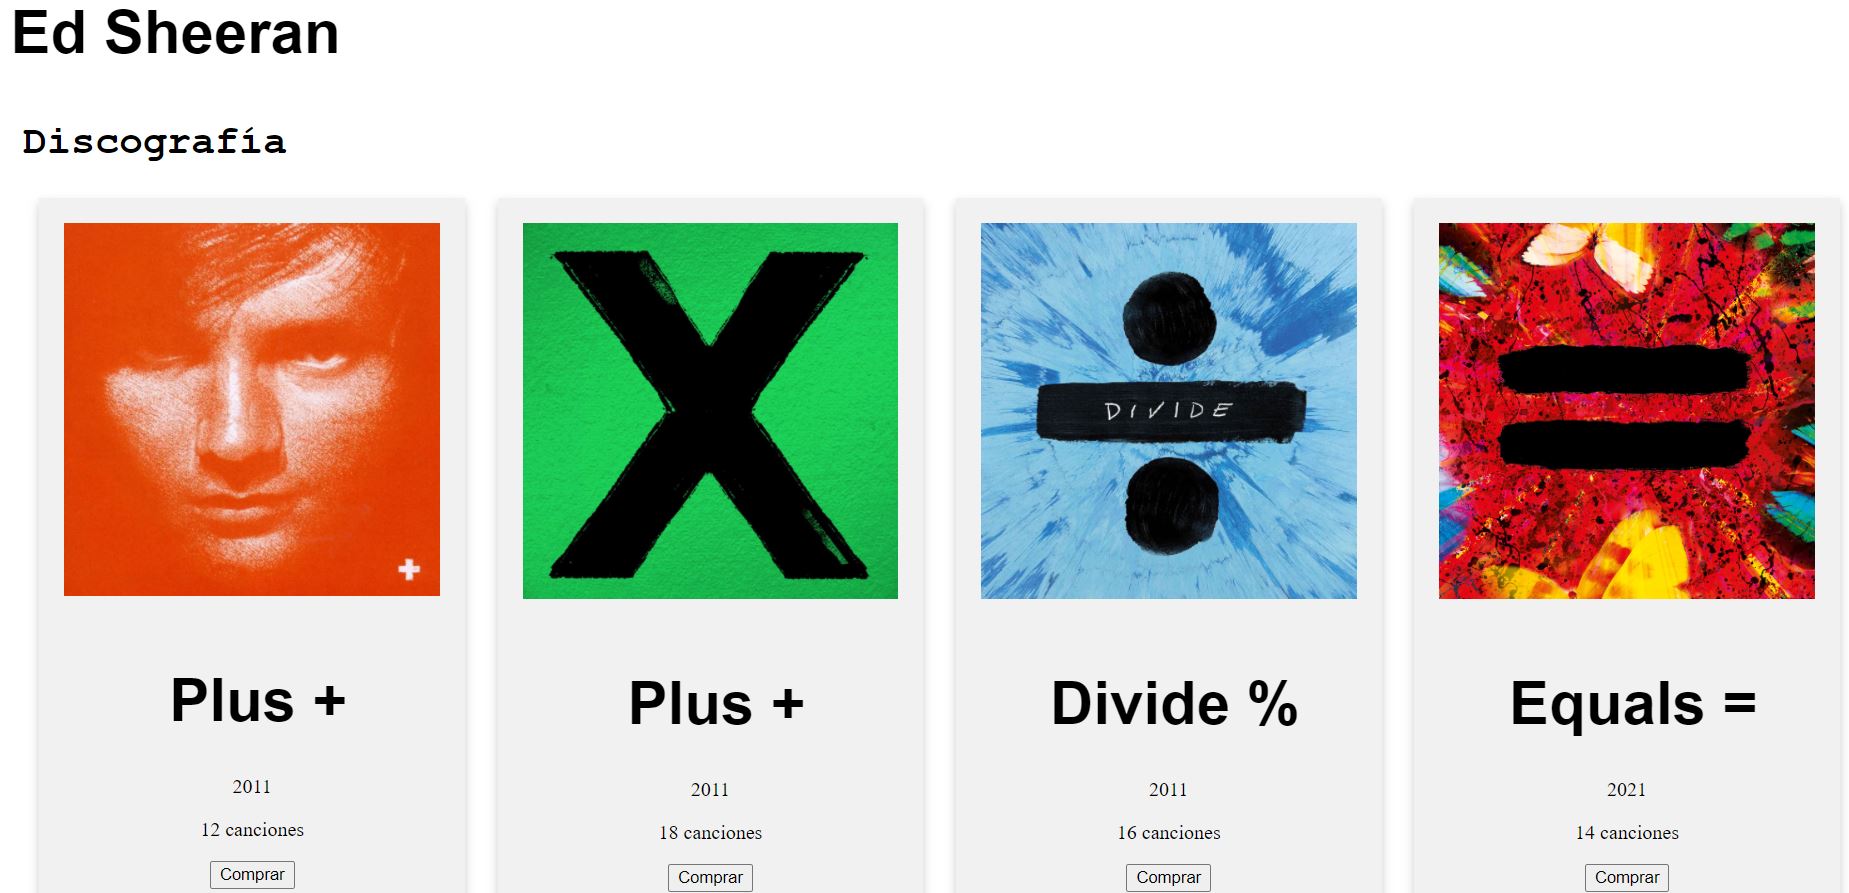 Ed Sheeran
Discografía
+
X
DIVIDE
Plus +
2011
12 canciones
Comprar
Plus +
2011
18 canciones
Comprar
Divide %
2011
16 canciones
Comprar
Equals =
2021
14 canciones
Comprar